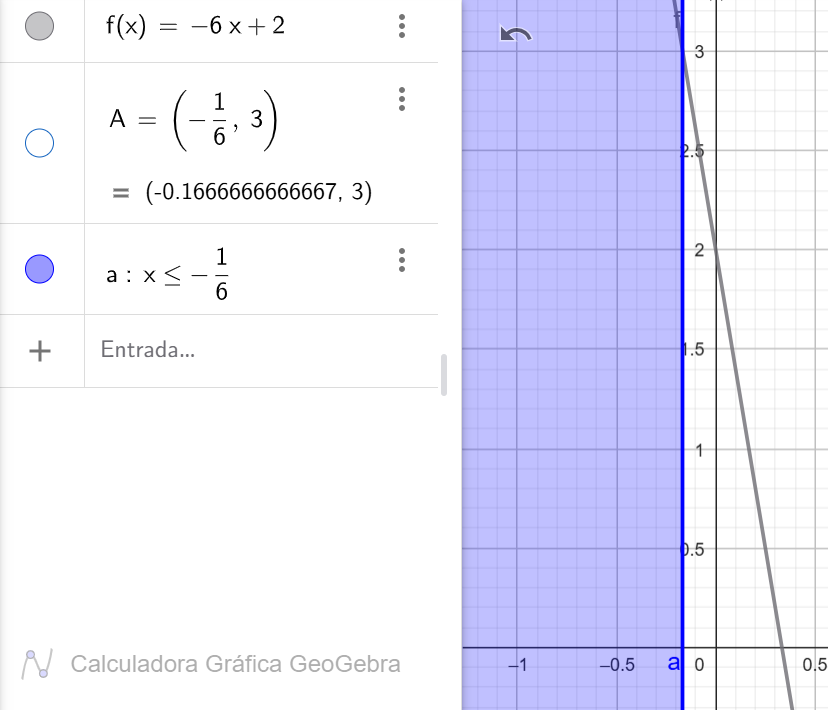 f(x) = −6 x + 2
A = (−1/6, 3)
= (-0.1666666666667, 3)
a : x ≤ −1/6
Entrada...
Calculadora Gráfica GeoGebra
f
3
2.5
2
1.5
1
0.5
−1
−0.5
a
0
0.5